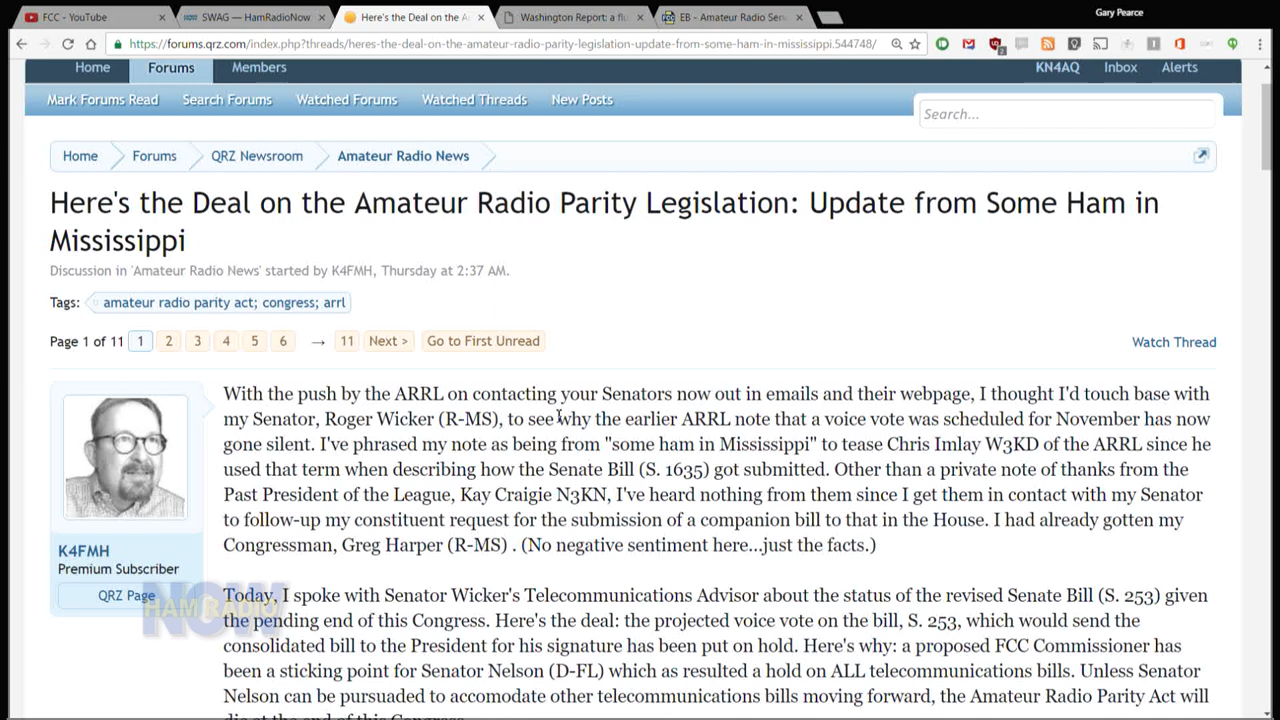 Gary Pearce
FCC - YouTube
SWAG — HamRadioNow
Here's the Deal on the A
Washington Report: a flu
EB - Amateur Radio Ser
https://forums.qrz.com/index.php?threads/heres-the-deal-on-the-amateur-radio-parity-legislation-update-from-some-ham-in-mississippi.544748/
Home Forums Members KN4AQ Inbox Alerts
Mark Forums Read Search Forums Watched Forums Watched Threads New Posts
Search...
Home Forums QRZ Newsroom Amateur Radio News
Here's the Deal on the Amateur Radio Parity Legislation: Update from Some Ham in
Mississippi
Discussion in 'Amateur Radio News' started by K4FMH, Thursday at 2:37 AM.
Tags: amateur radio parity act; congress; arrl
Page 1 of 11 1 2 3 4 5 6 → 11 Next > Go to First Unread Watch Thread
With the push by the ARRL on contacting your Senators now out in emails and their webpage, I thought I'd touch base with
my Senator, Roger Wicker (R-MS), to see why the earlier ARRL note that a voice vote was scheduled for November has now
gone silent. I've phrased my note as being from "some ham in Mississippi" to tease Chris Imlay W3KD of the ARRL since he
used that term when describing how the Senate Bill (S. 1635) got submitted. Other than a private note of thanks from the
Past President of the League, Kay Craigie N3KN, I've heard nothing from them since I get them in contact with my Senator
to follow-up my constituent request for the submission of a companion bill to that in the House. I had already gotten my
Congressman, Greg Harper (R-MS) . (No negative sentiment here...just the facts.)
K4FMH
Premium Subscriber
QRZ Page
HAM RADIO
NOW
Today, I spoke with Senator Wicker's Telecommunications Advisor about the status of the revised Senate Bill (S. 253) given
the pending end of this Congress. Here's the deal: the projected voice vote on the bill, S. 253, which would send the
consolidated bill to the President for his signature has been put on hold. Here's why: a proposed FCC Commissioner has
been a sticking point for Senator Nelson (D-FL) which as resulted a hold on ALL telecommunications bills. Unless Senator
Nelson can be pursuaded to accomodate other telecommunications bills moving forward, the Amateur Radio Parity Act will
die at the end of this Congress.